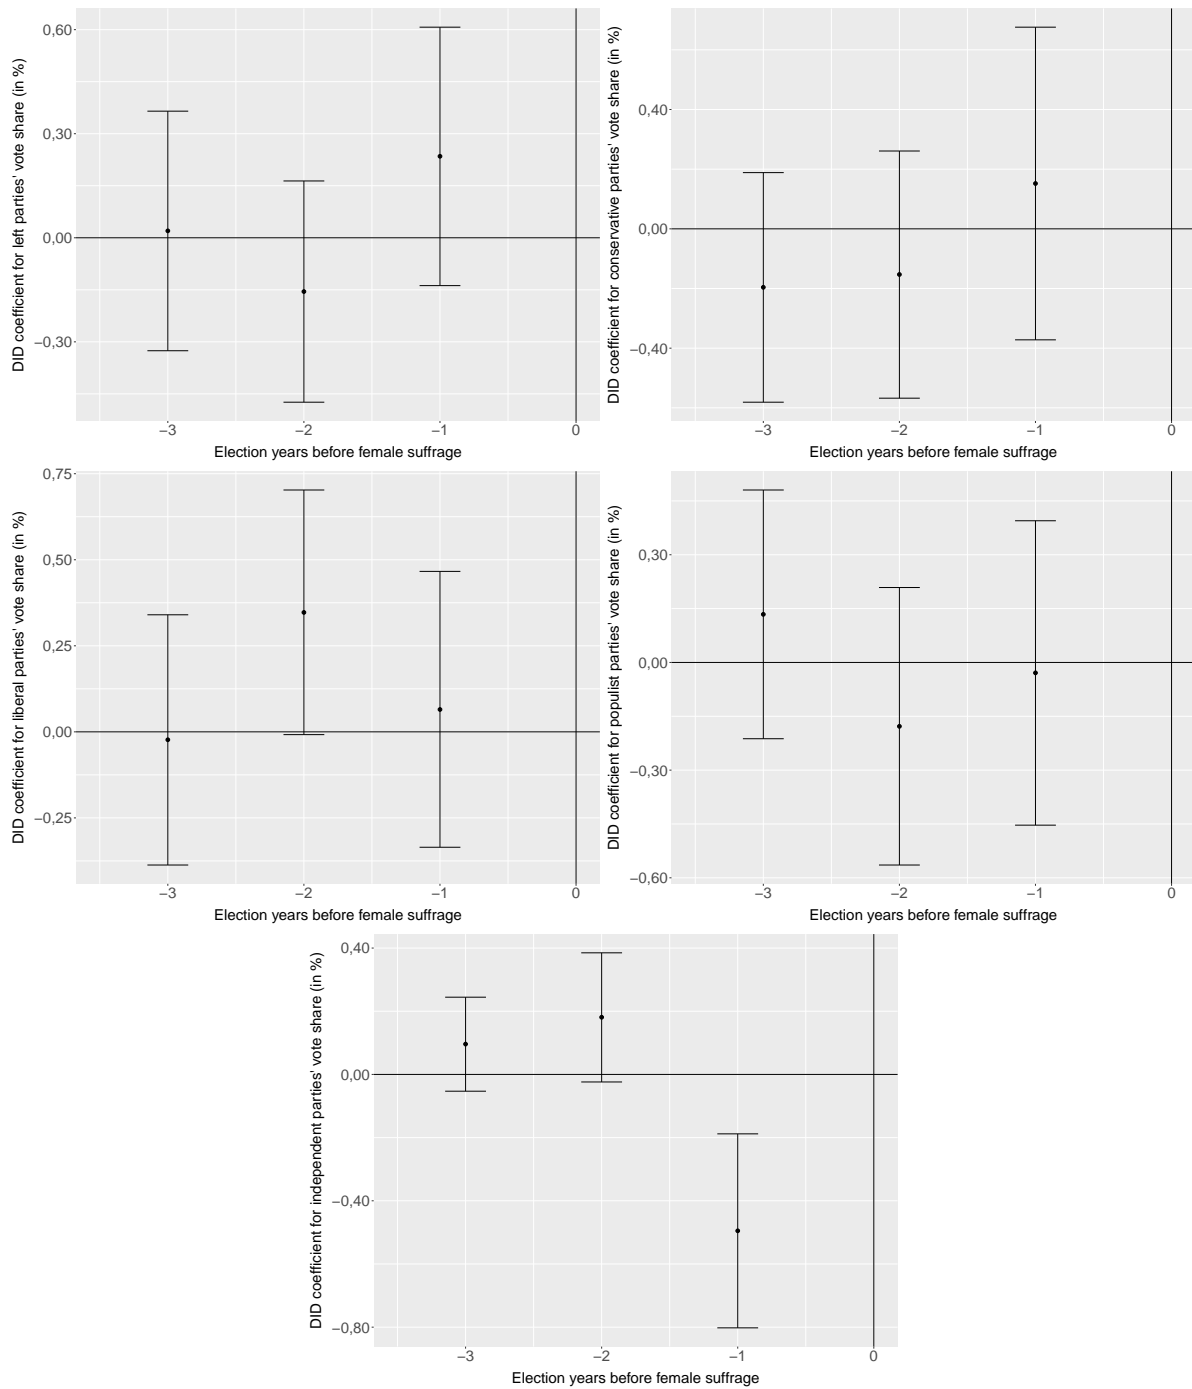 DID coefficient for left parties' vote share (in %)
0,60
0,30
0,00
−0,30
−3 −2 −1 0
Election years before female suffrage
DID coefficient for conservative parties' vote share (in %)
0,40
0,00
−0,40
−3 −2 −1 0
Election years before female suffrage
DID coefficient for liberal parties' vote share (in %)
0,75
0,50
0,25
0,00
−0,25
−3 −2 −1 0
Election years before female suffrage
DID coefficient for populist parties' vote share (in %)
0,30
0,00
−0,30
−0,60
−3 −2 −1 0
Election years before female suffrage
DID coefficient for independent parties' vote share (in %)
0,40
0,00
−0,40
−0,80
−3 −2 −1 0
Election years before female suffrage